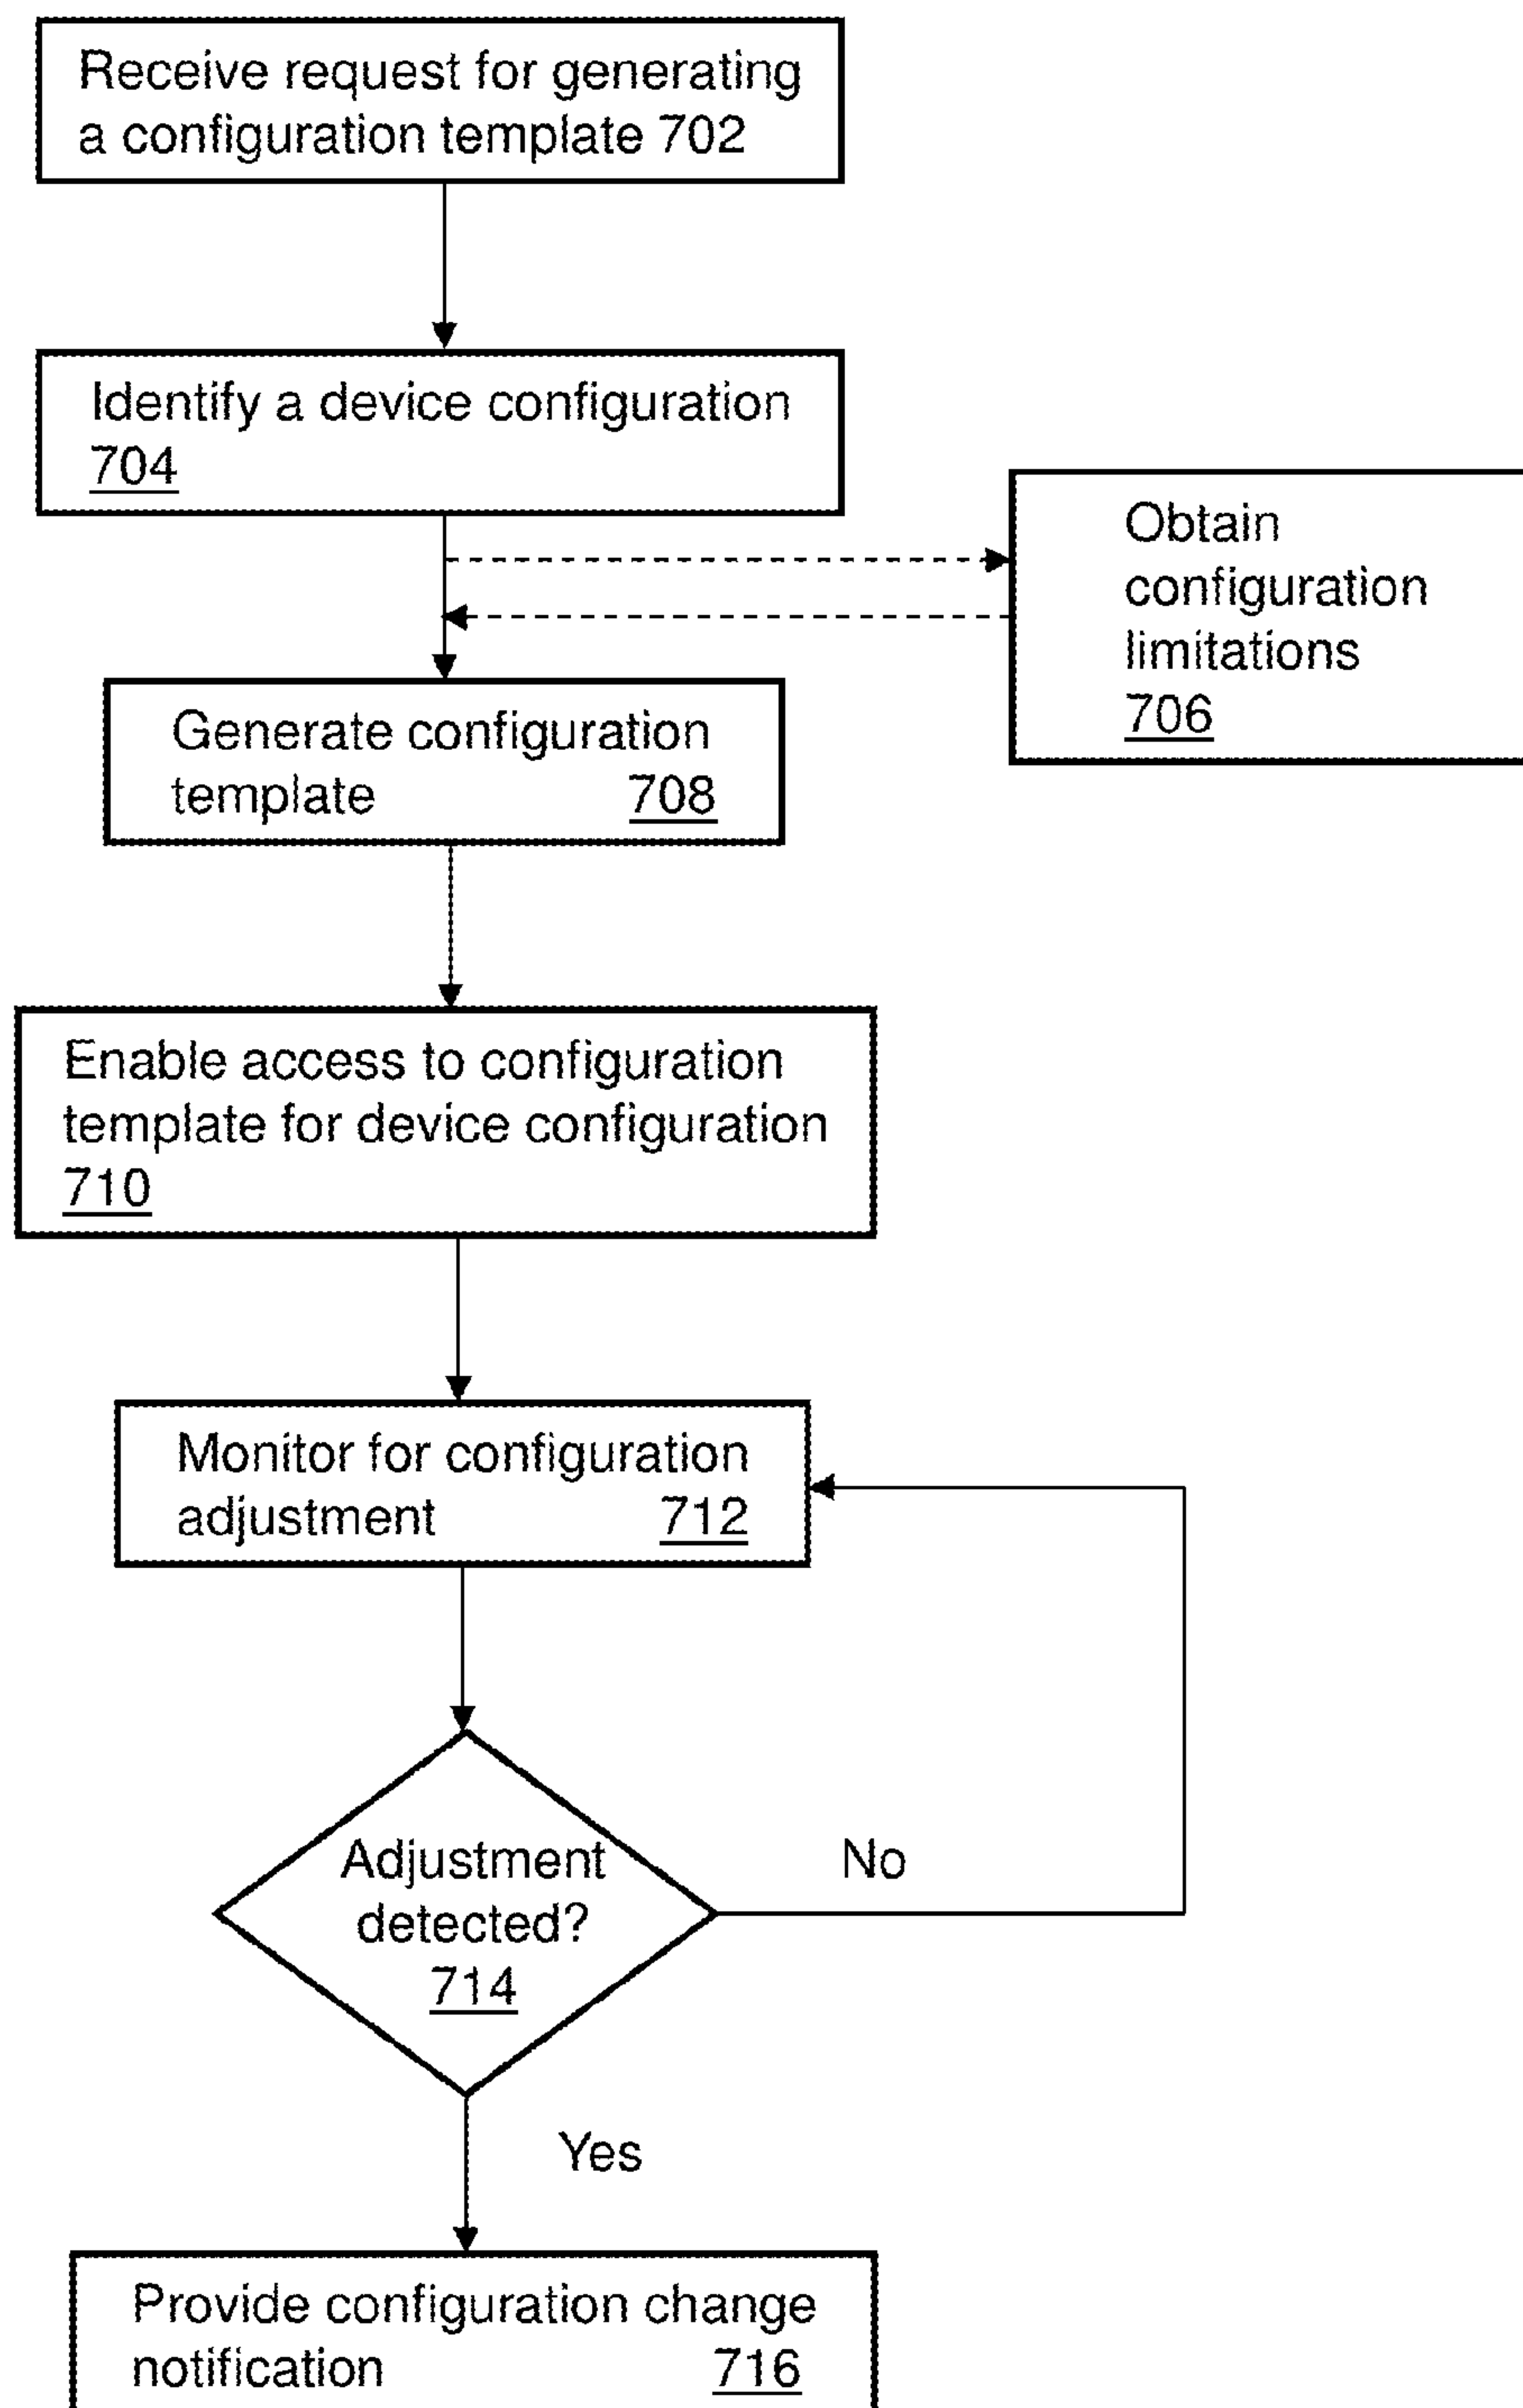 Receive request for generating
a configuration template 702
Identify a device configuration
704
Obtain
configuration
limitations
706
Generate configuration
template 708
Enable access to configuration
template for device configuration
710
Monitor for configuration
adjustment 712
Adjustment
detected?
714
No
Yes
Provide configuration change
notification 716